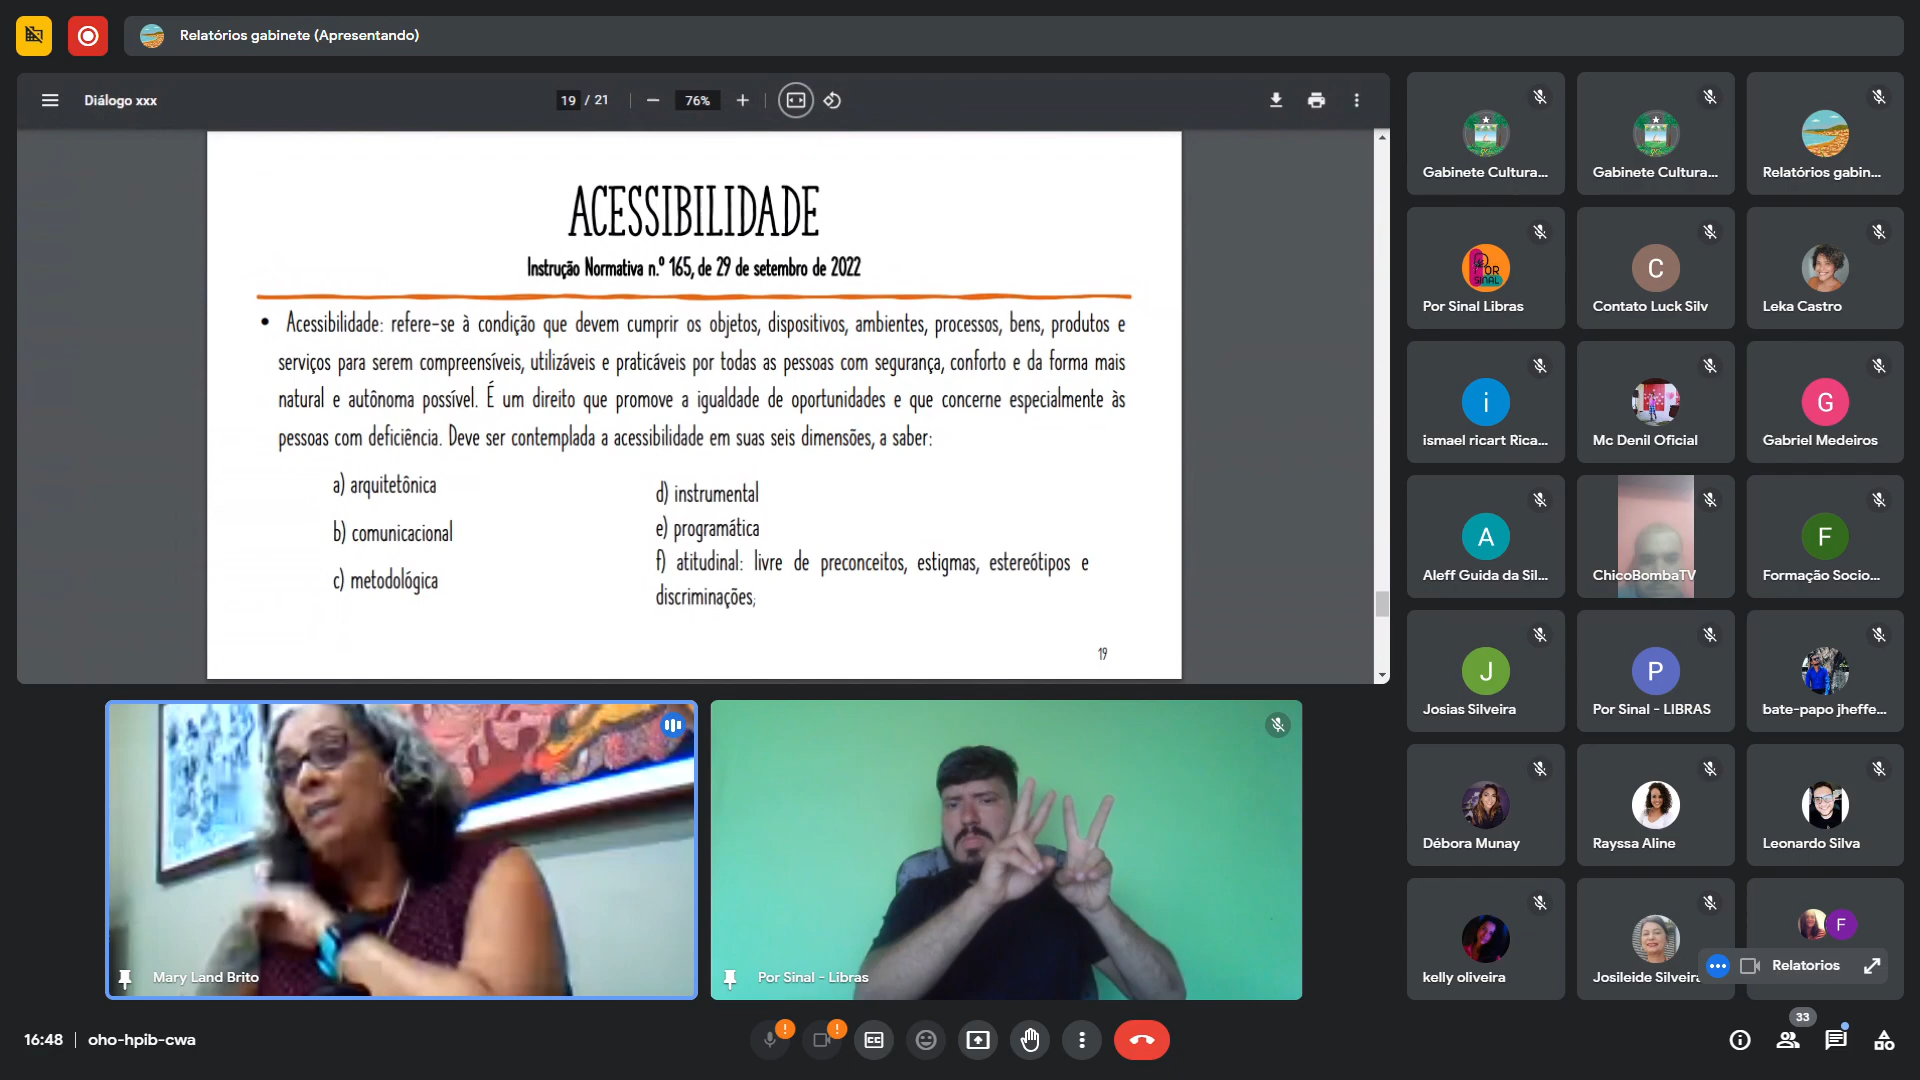 Relatórios gabinete (Apresentando)
Diálogo xxx
19 / 21
76%
ACESSIBILIDADE
Instrução Normativa n.º 165, de 29 de setembro de 2022
• Acessibilidade: refere-se à condição que devem cumprir os objetos, dispositivos, ambientes, processos, bens, produtos e
serviços para serem compreensíveis, utilizáveis e praticáveis por todas as pessoas com segurança, conforto e da forma mais
natural e autônoma possível. É um direito que promove a igualdade de oportunidades e que concerne especialmente às
pessoas com deficiência. Deve ser contemplada a acessibilidade em suas seis dimensões, a saber:
a) arquitetônica
b) comunicacional
c) metodológica
d) instrumental
e) programática
f) atitudinal: livre de preconceitos, estigmas, estereótipos e
discriminações;
19
Mary Land Brito
Por Sinal - Libras
Gabinete Cultura...
Gabinete Cultura...
Relatórios gabin...
POR
SINAL
Por Sinal Libras
C
Contato Luck Silv
Leka Castro
i
ismael ricart Rica...
Mc Denil Oficial
G
Gabriel Medeiros
A
Aleff Guida da Sil...
ChicoBombaTV
F
Formação Socio...
J
Josias Silveira
P
Por Sinal - LIBRAS
bate-papo jheffe...
Débora Munay
Rayssa Aline
Leonardo Silva
kelly oliveira
Josileide Silveira
F
Relatorios
16:48
oho-hpib-cwa
33